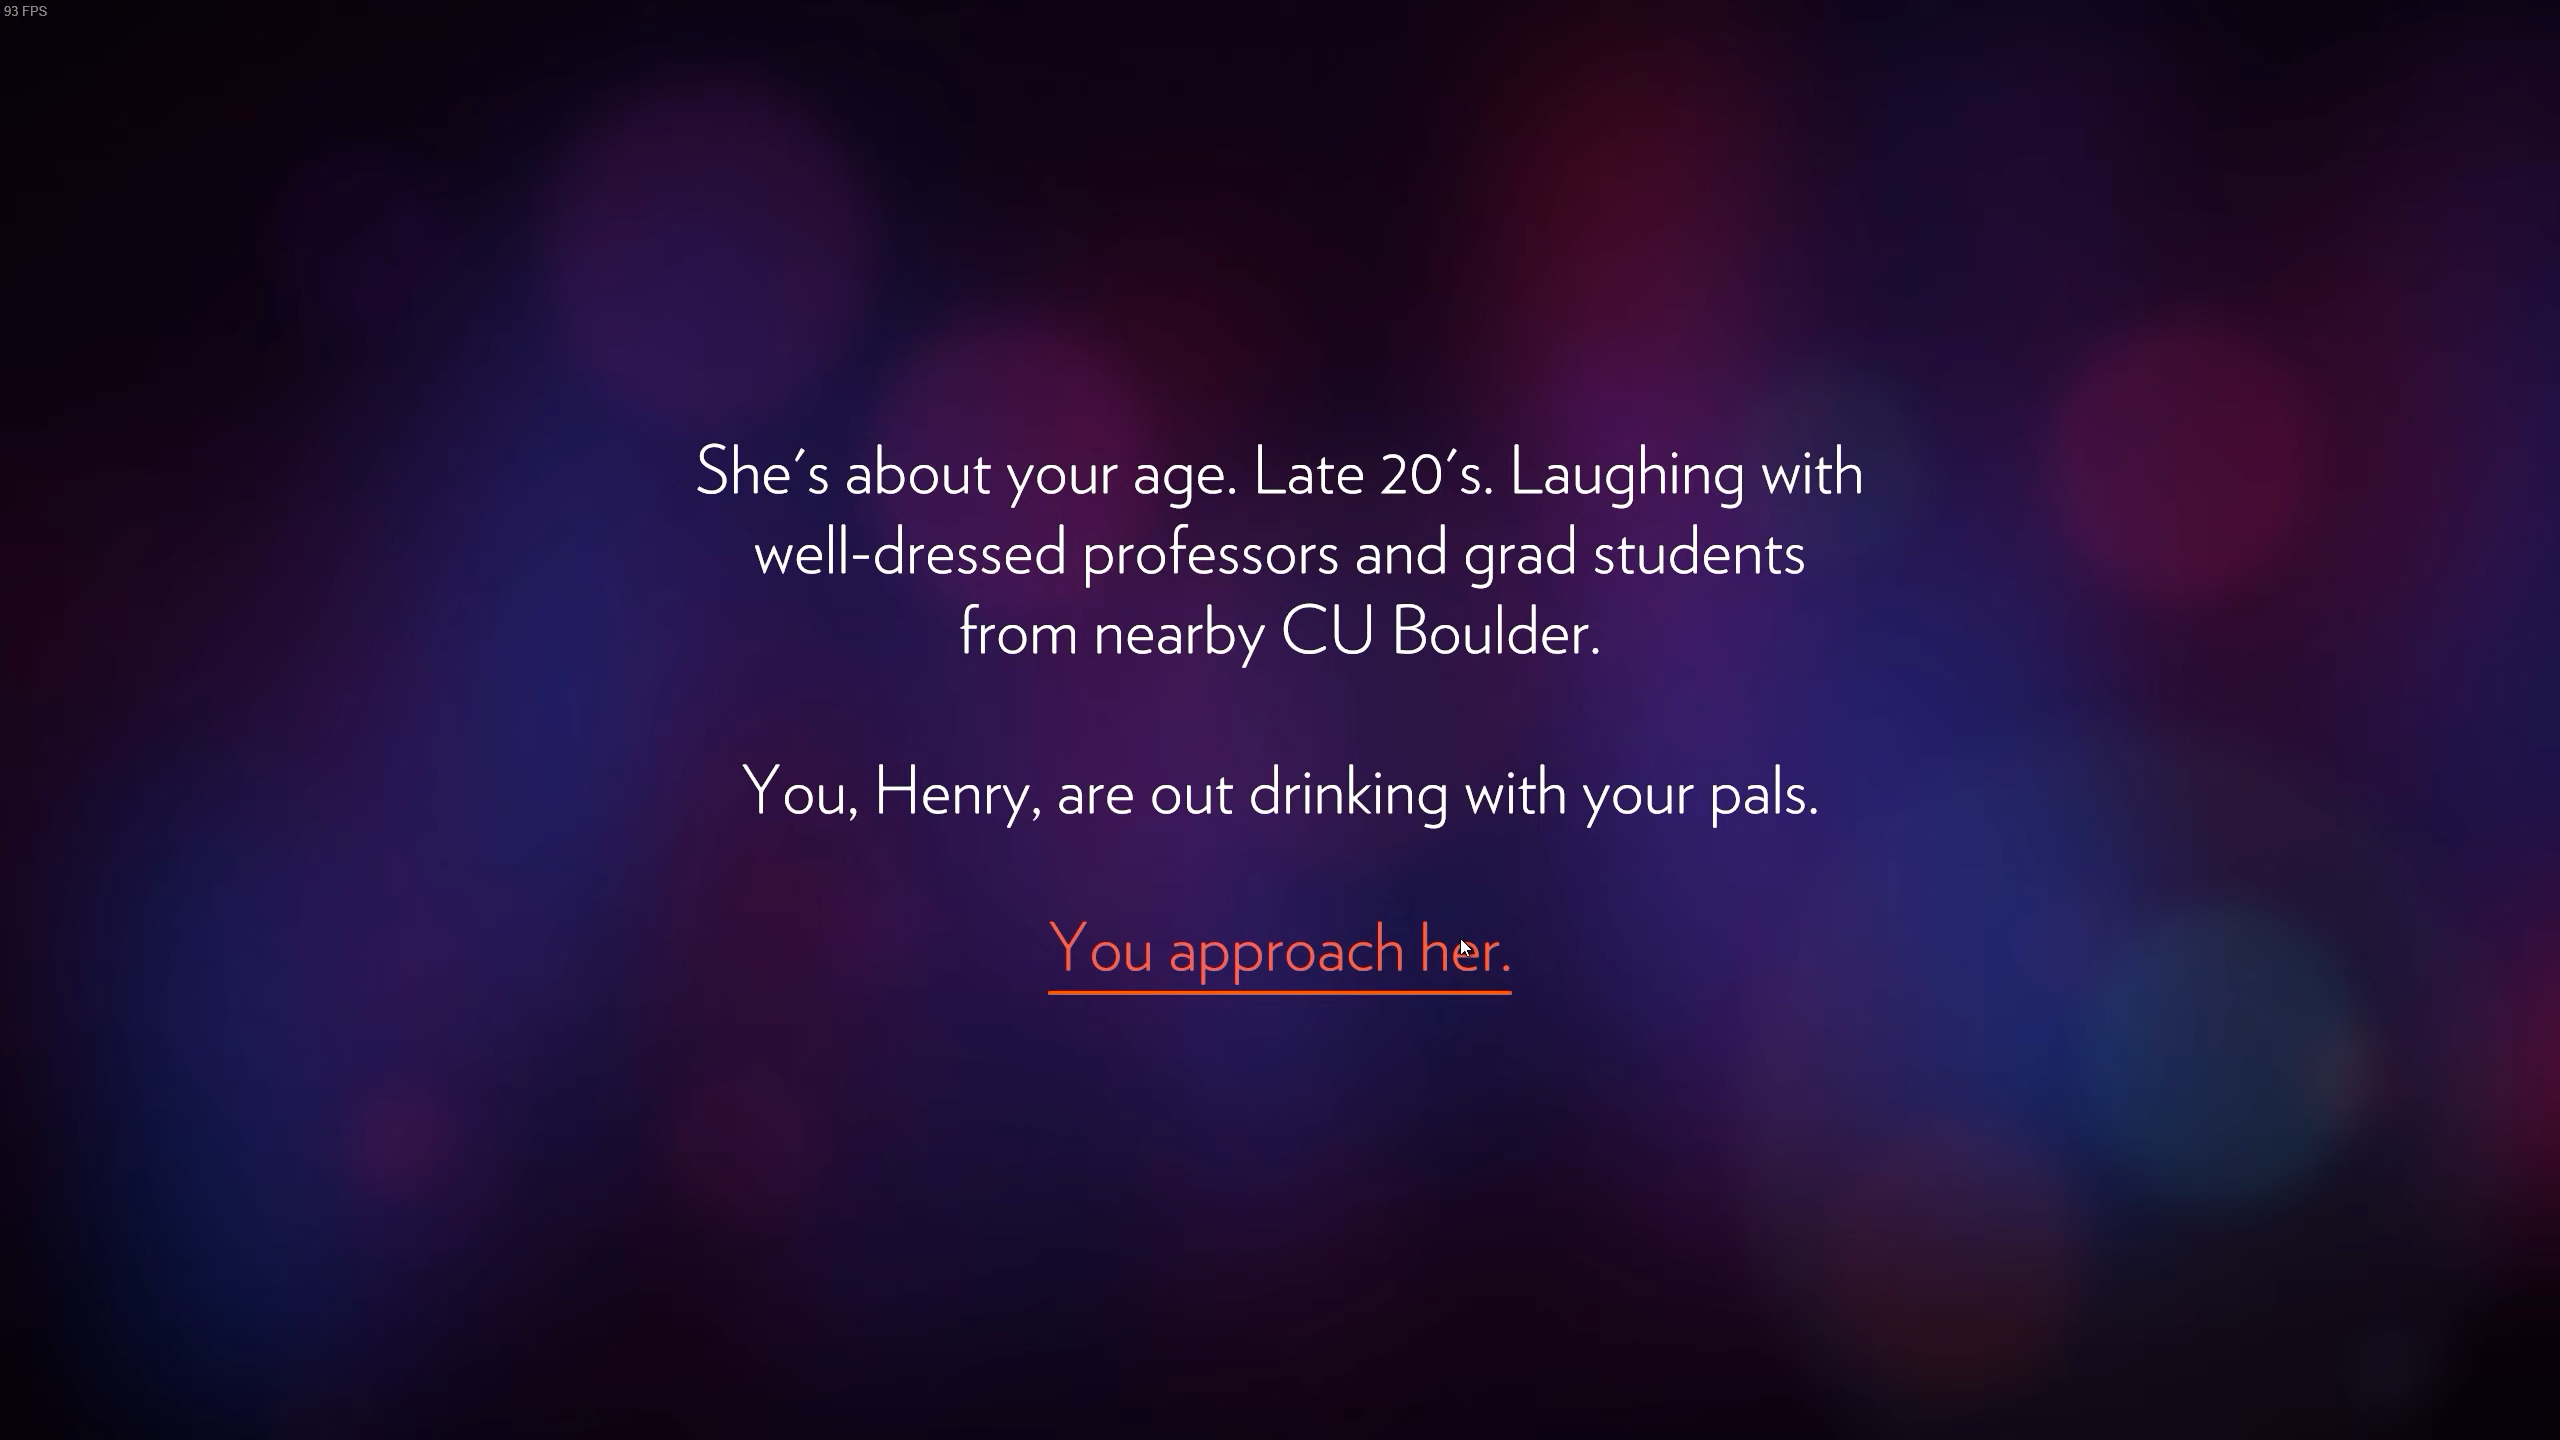 93 FPS
She's about your age. Late 20's. Laughing with
well-dressed professors and grad students
from nearby CU Boulder.
You, Henry, are out drinking with your pals.
You approach her.